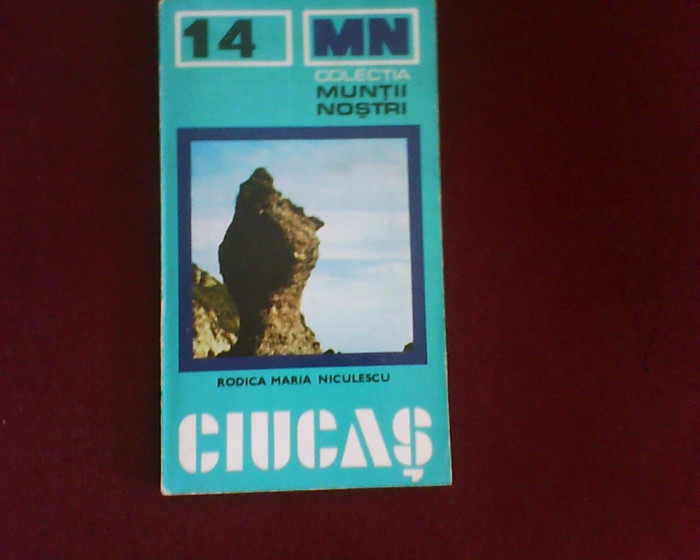 14
MN
COLECȚIA
MUNȚII
NOȘTRI
RODICA MARIA NICULESCU
CIUCAȘ